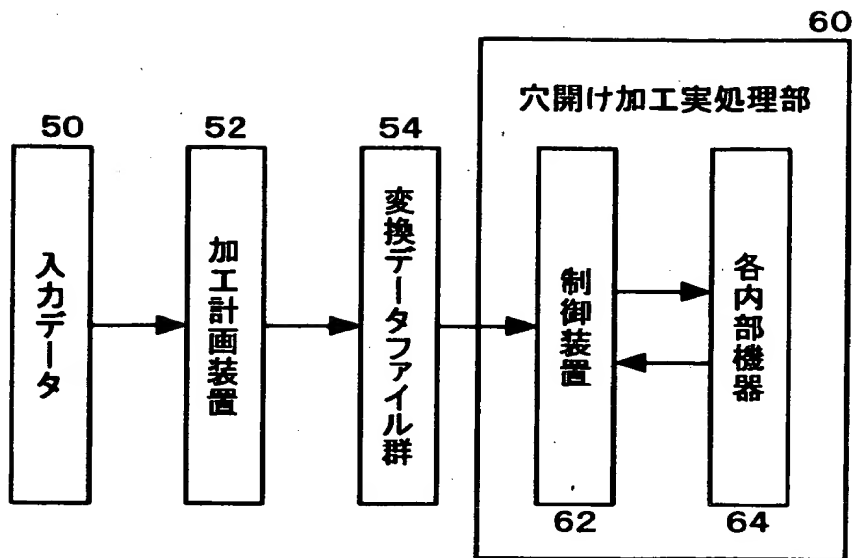 60
穴開け加工実処理部
50
52
54
入力データ
加工計画装置
変換データファイル群
制御装置
各内部機器
62
64